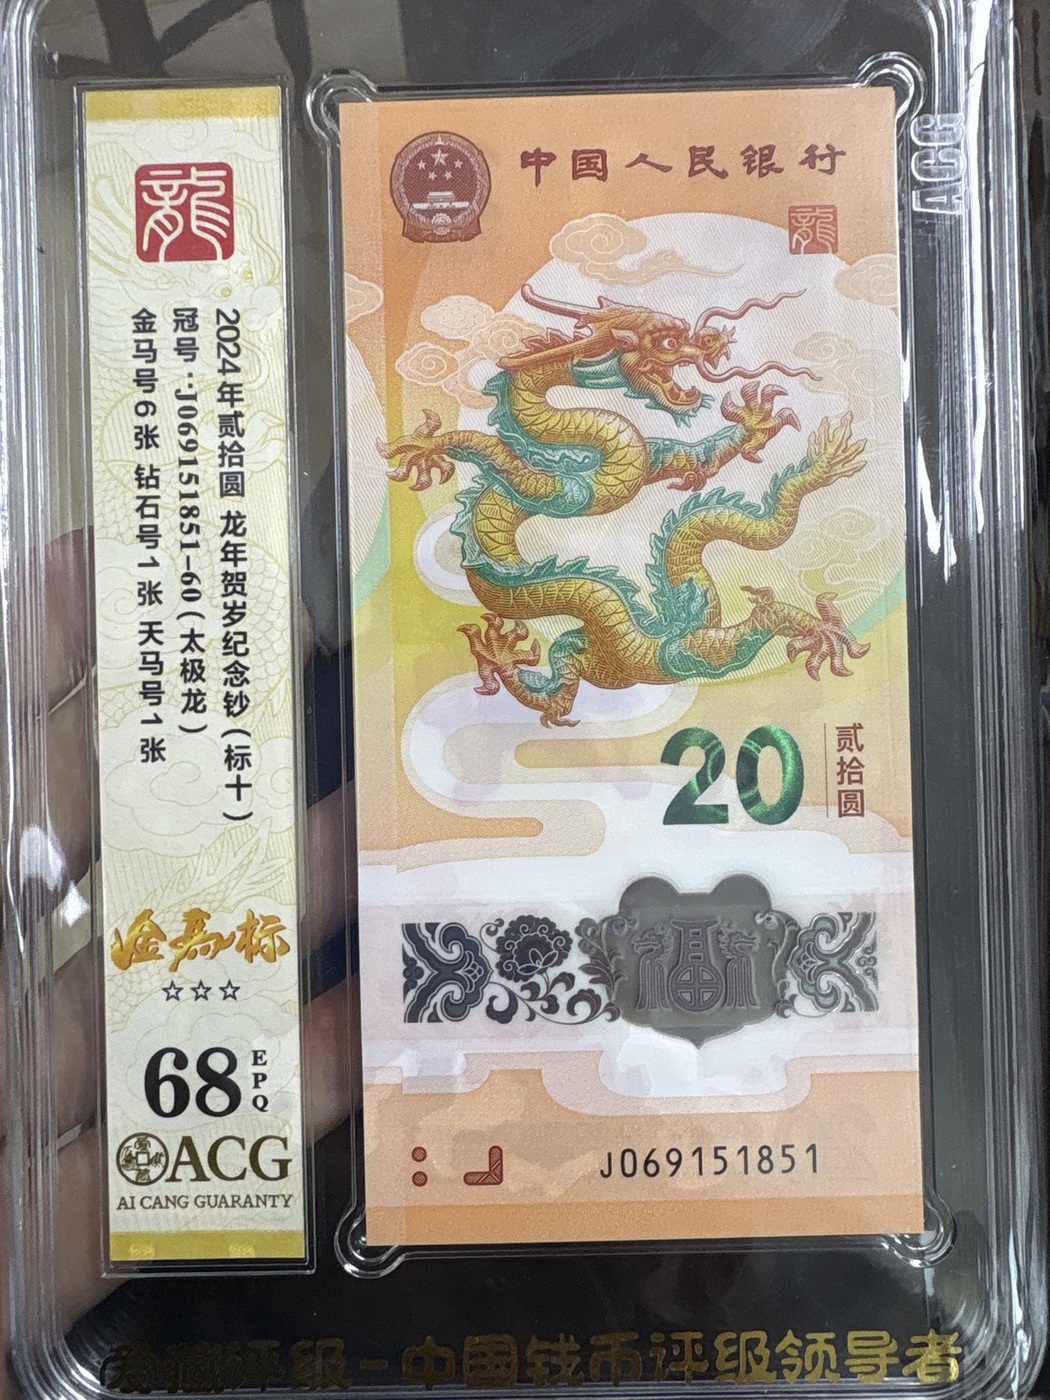 龍
2024年贰拾圆 龙年贺岁纪念钞(标十)
冠号:J069151851-60(太极龙)
金马号6张 钻石号1张 天马号1张
金马标
☆☆☆
68 EPQ
ACG
AI CANG GUARANTY
中国人民银行
龍
20 贰拾圆
福
J069151851
ACG
爱藏评级-中国钱币评级领导者